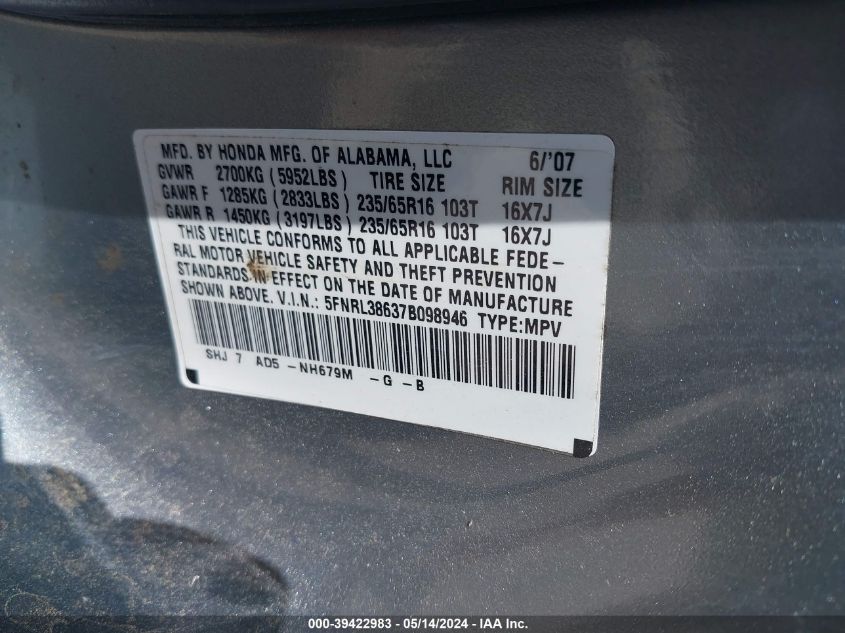 MFD. BY HONDA MFG. OF ALABAMA, LLC 6/'07
GVWR 2700KG (5952LBS) TIRE SIZE RIM SIZE
GAWR F 1285KG (2833LBS) 235/65R16 103T 16X7J
GAWR R 1450KG (3197LBS) 235/65R16 103T 16X7J
THIS VEHICLE CONFORMS TO ALL APPLICABLE FEDE-
RAL MOTOR VEHICLE SAFETY AND THEFT PREVENTION
STANDARDS IN EFFECT ON THE DATE OF MANUFACTURE
SHOWN ABOVE. V.I.N.: 5FNRL38637B098946 TYPE:MPV
SHJ 7 AD5 -NH679M -G -B
000-39422983 - 05/14/2024 - IAA Inc.